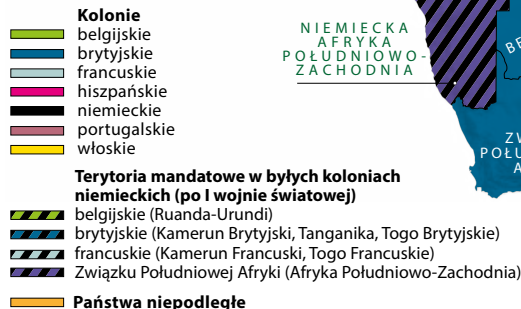 Kolonie
belgijskie
brytyjskie
francuskie
hiszpańskie
niemieckie
portugalskie
włoskie
Terytoria mandatowe w byłych koloniach
niemieckich (po I wojnie światowej)
belgijskie (Ruanda-Urundi)
brytyjskie (Kamerun Brytyjski, Tanganika, Togo Brytyjskie)
francuskie (Kamerun Francuski, Togo Francuskie)
Związku Południowej Afryki (Afryka Południowo-Zachodnia)
Państwa niepodległe
NIEMIECKA
AFRYKA
POŁUDNIOWO-
ZACHODNIA